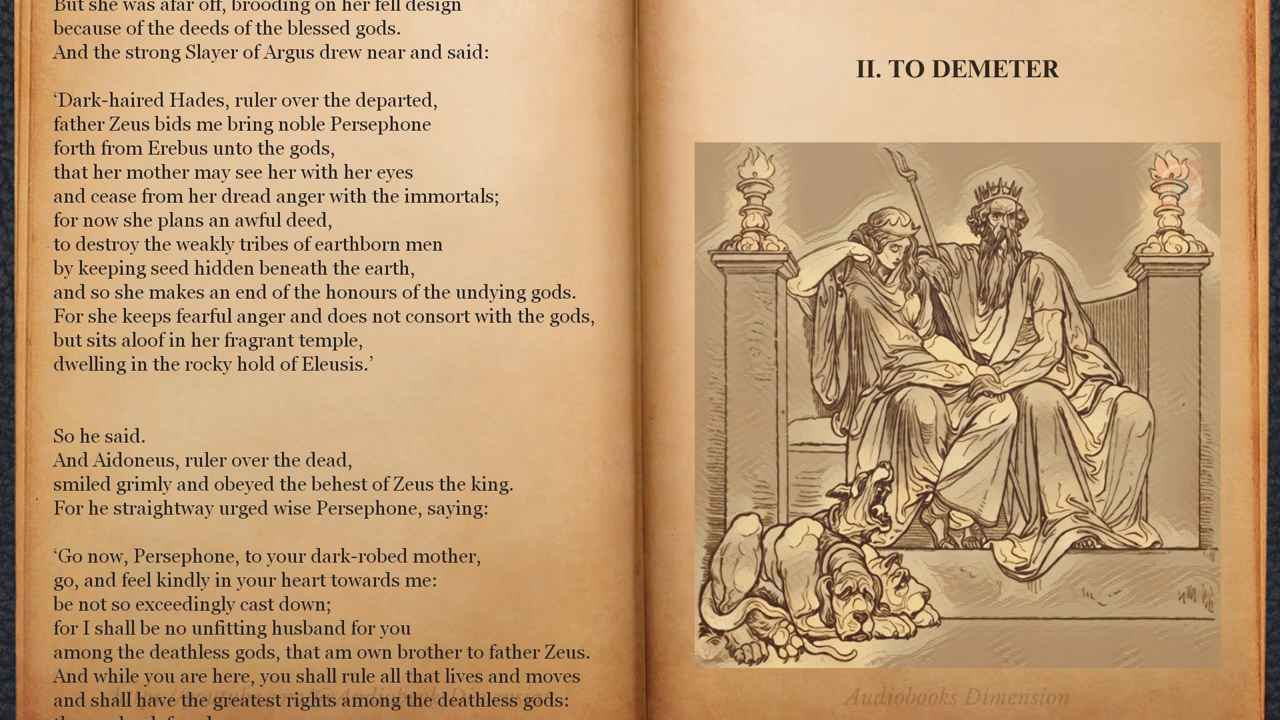 But she was afar off, brooding on her fell design
because of the deeds of the blessed gods.
And the strong Slayer of Argus drew near and said:
‘Dark-haired Hades, ruler over the departed,
father Zeus bids me bring noble Persephone
forth from Erebus unto the gods,
that her mother may see her with her eyes
and cease from her dread anger with the immortals;
for now she plans an awful deed,
to destroy the weakly tribes of earthborn men
by keeping seed hidden beneath the earth,
and so she makes an end of the honours of the undying gods.
For she keeps fearful anger and does not consort with the gods,
but sits aloof in her fragrant temple,
dwelling in the rocky hold of Eleusis.’
So he said.
And Aidoneus, ruler over the dead,
smiled grimly and obeyed the behest of Zeus the king.
For he straightway urged wise Persephone, saying:
‘Go now, Persephone, to your dark-robed mother,
go, and feel kindly in your heart towards me:
be not so exceedingly cast down;
for I shall be no unfitting husband for you
among the deathless gods, that am own brother to father Zeus.
And while you are here, you shall rule all that lives and moves
and shall have the greatest rights among the deathless gods:
II. TO DEMETER
Audiobooks Dimension